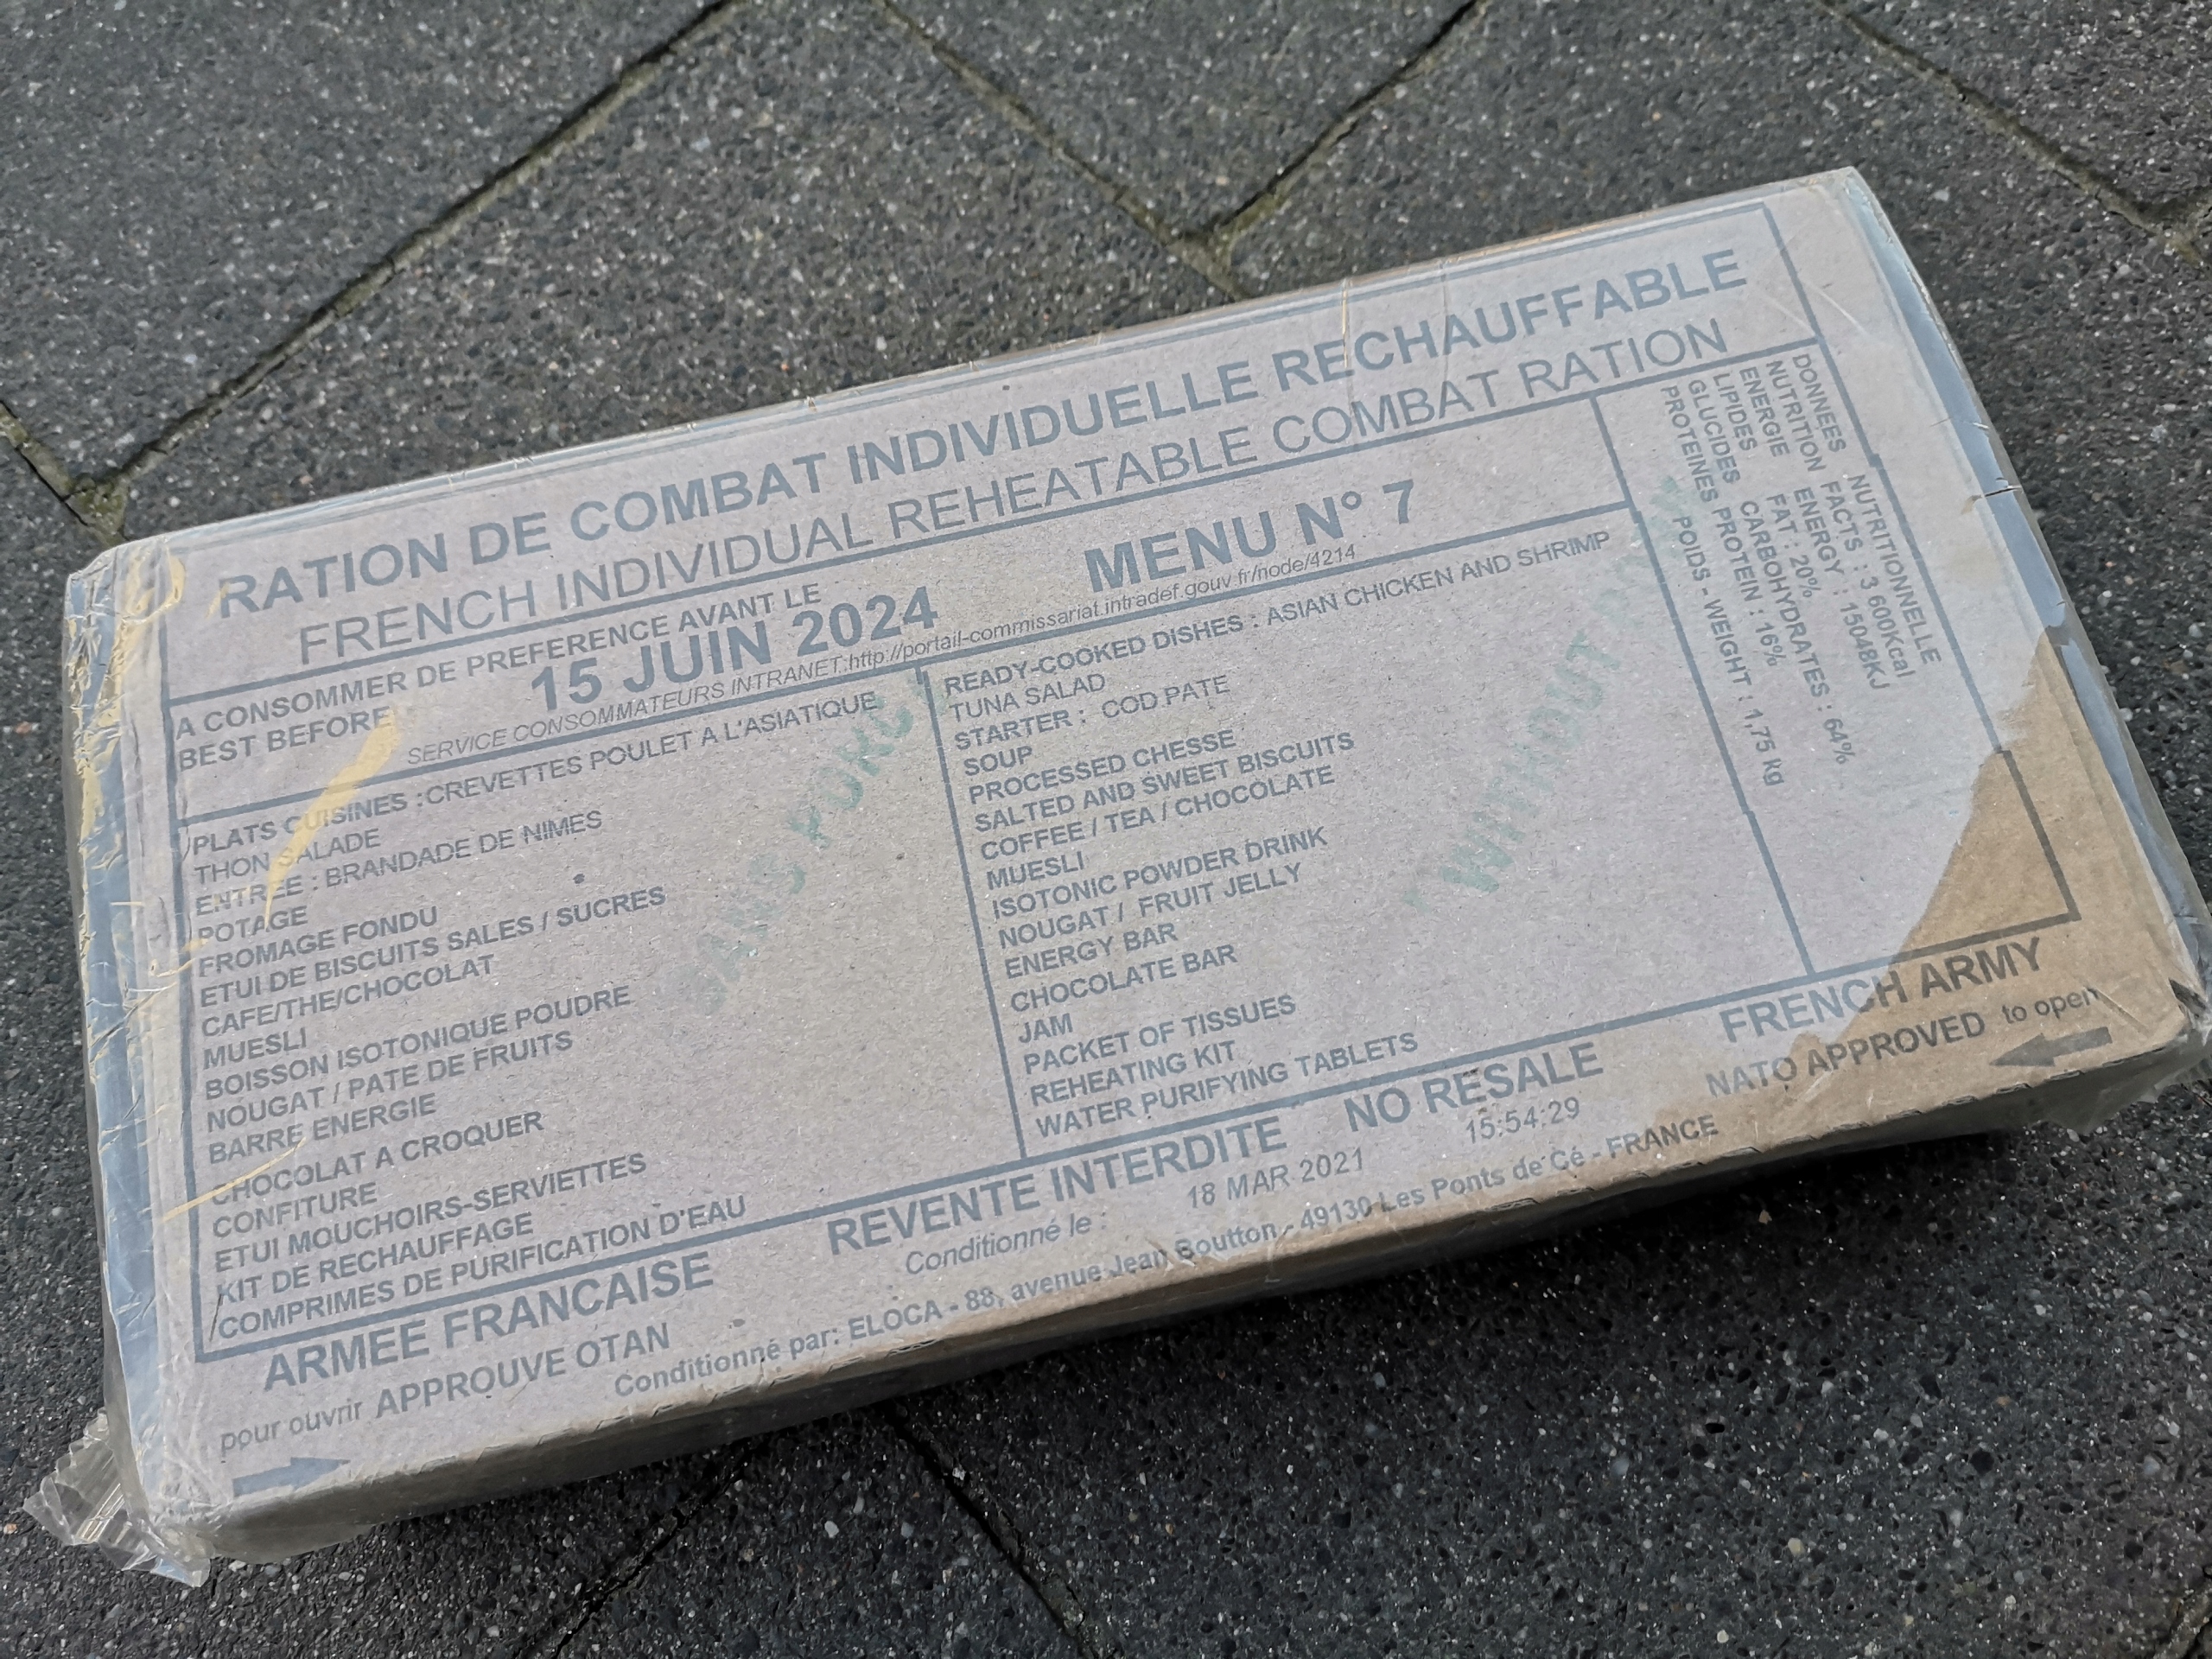 RATION DE COMBAT INDIVIDUELLE RECHAUFFABLE
FRENCH INDIVIDUAL REHEATABLE COMBAT RATION
A CONSOMMER DE PREFERENCE AVANT LE
BEST BEFORE
15 JUIN 2024
MENU N° 7
SERVICE CONSOMMATEURS INTRANET:http://portail-commissariat.intradef.gouv.fr/node/4214
PLATS CUISINES : CREVETTES POULET A L'ASIATIQUE
THON SALADE
ENTREE : BRANDADE DE NIMES
POTAGE
FROMAGE FONDU
ETUI DE BISCUITS SALES / SUCRES
CAFE/THE/CHOCOLAT
MUESLI
BOISSON ISOTONIQUE POUDRE
NOUGAT / PATE DE FRUITS
BARRE ENERGIE
CHOCOLAT A CROQUER
CONFITURE
ETUI MOUCHOIRS-SERVIETTES
KIT DE RECHAUFFAGE
COMPRIMES DE PURIFICATION D'EAU
SANS PORC
READY-COOKED DISHES : ASIAN CHICKEN AND SHRIMP
TUNA SALAD
STARTER : COD PATE
SOUP
PROCESSED CHESSE
SALTED AND SWEET BISCUITS
COFFEE / TEA / CHOCOLATE
MUESLI
ISOTONIC POWDER DRINK
NOUGAT / FRUIT JELLY
ENERGY BAR
CHOCOLATE BAR
JAM
PACKET OF TISSUES
REHEATING KIT
WATER PURIFYING TABLETS
WITHOUT
DONNEES NUTRITIONNELLE
NUTRITION FACTS : 3 600Kcal
ENERGIE ENERGY : 15048KJ
LIPIDES FAT : 20%
GLUCIDES CARBOHYDRATES : 64%
PROTEINES PROTEIN : 16%
POIDS - WEIGHT : 1,75 kg
ARMEE FRANCAISE
REVENTE INTERDITE NO RESALE
FRENCH ARMY
pour ouvrir APPROUVE OTAN
Conditionné le : 18 MAR 2021 15:54:29
NATO APPROVED to open
Conditionné par: ELOCA - 88, avenue Jean Boutton - 49130 Les Ponts de Cé - FRANCE